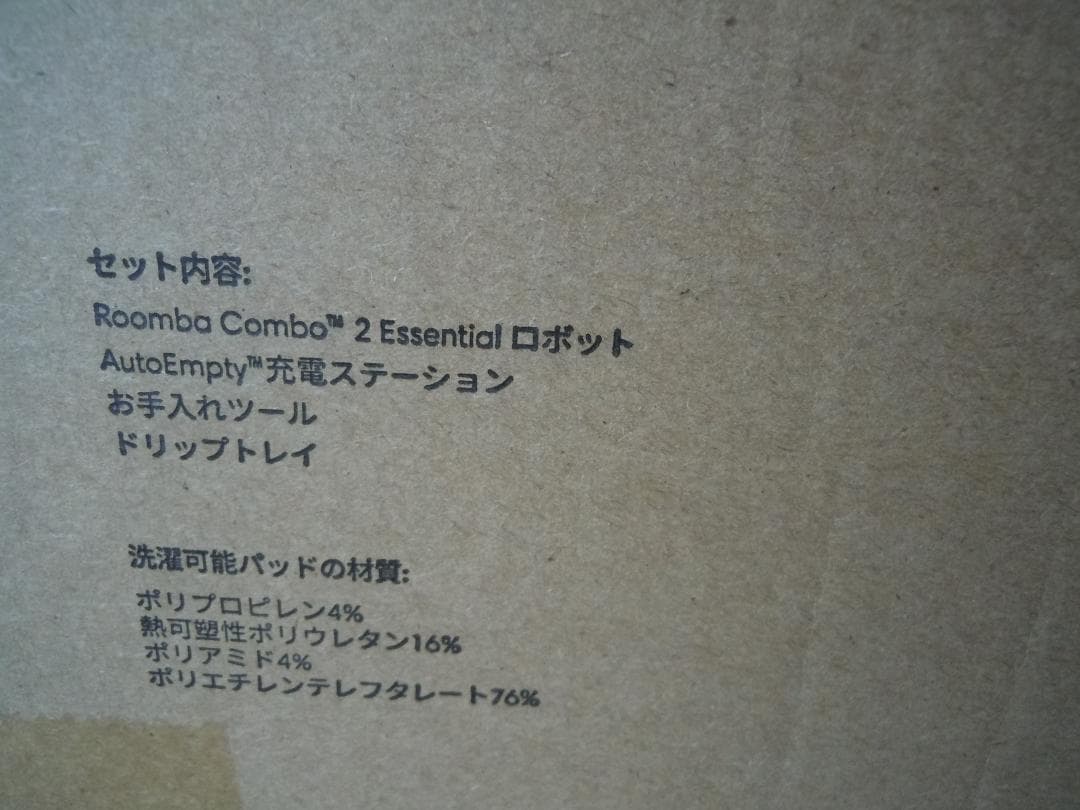 セット内容:
Roomba Combo™ 2 Essential ロボット
AutoEmpty™充電ステーション
お手入れツール
ドリップトレイ
洗濯可能パッドの材質:
ポリプロピレン4%
熱可塑性ポリウレタン16%
ポリアミド4%
ポリエチレンテレフタレート76%